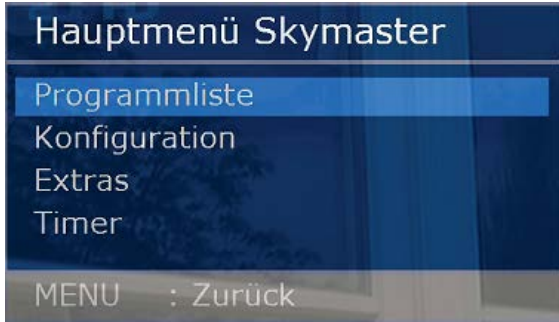 Hauptmenü Skymaster
Programmliste
Konfiguration
Extras
Timer
MENU : Zurück